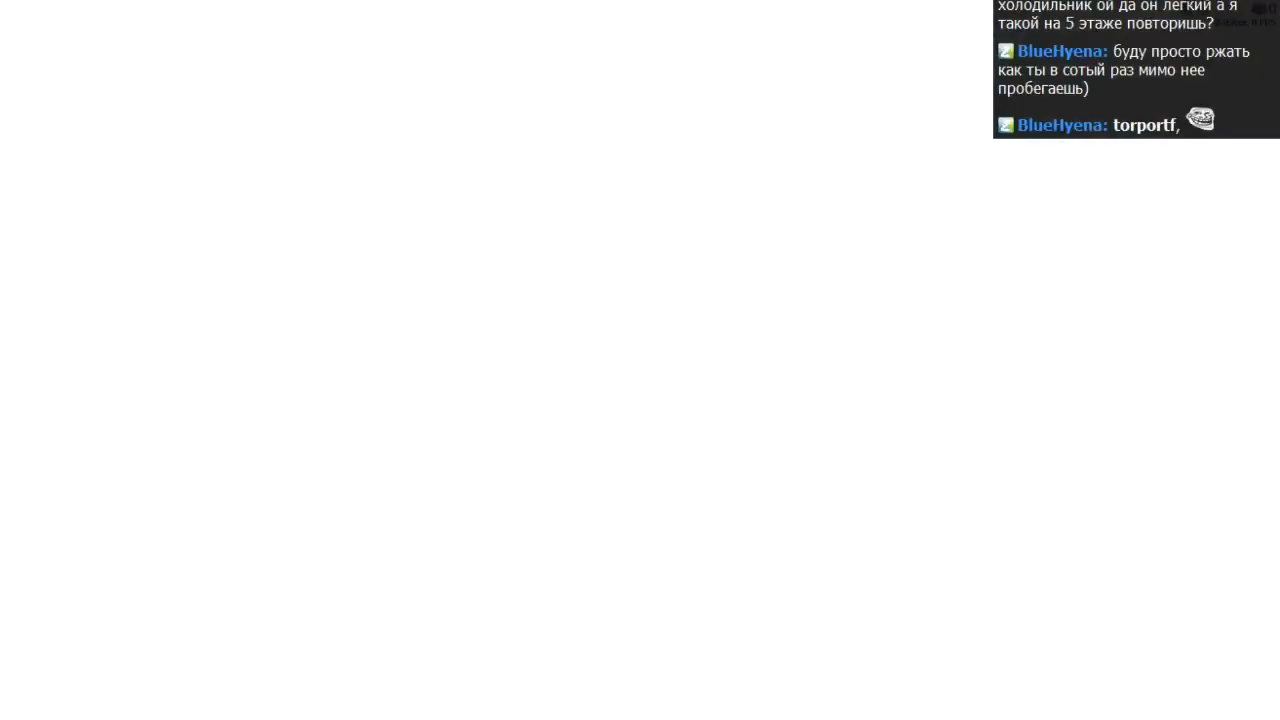 холодильник ой да он легкий а я
такой на 5 этаже повторишь?
BlueHyena: буду просто ржать
как ты в сотый раз мимо нее
пробегаешь)
BlueHyena: torportf,